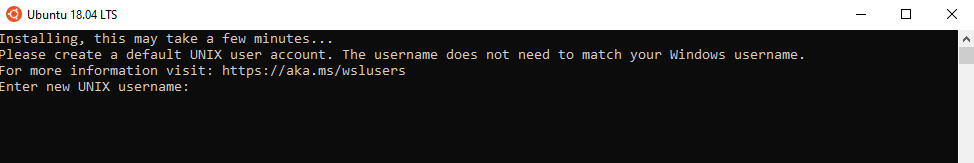 Ubuntu 18.04 LTS
Installing, this may take a few minutes...
Please create a default UNIX user account. The username does not need to match your Windows username.
For more information visit: https://aka.ms/wslusers
Enter new UNIX username: